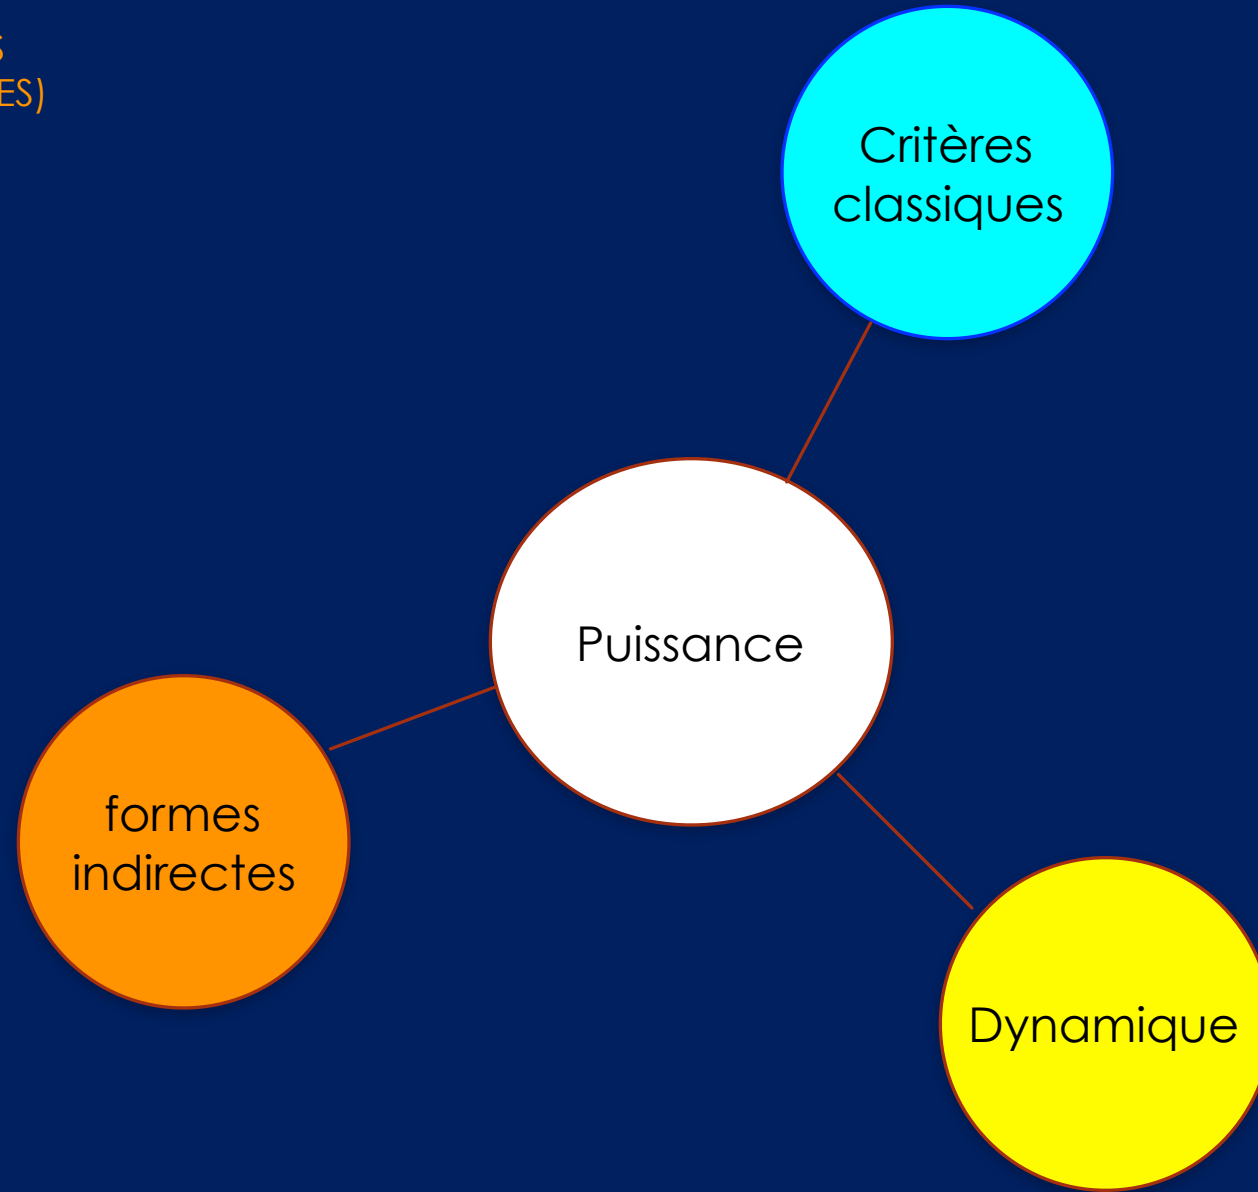 Critères
classiques
Puissance
formes
indirectes
Dynamique